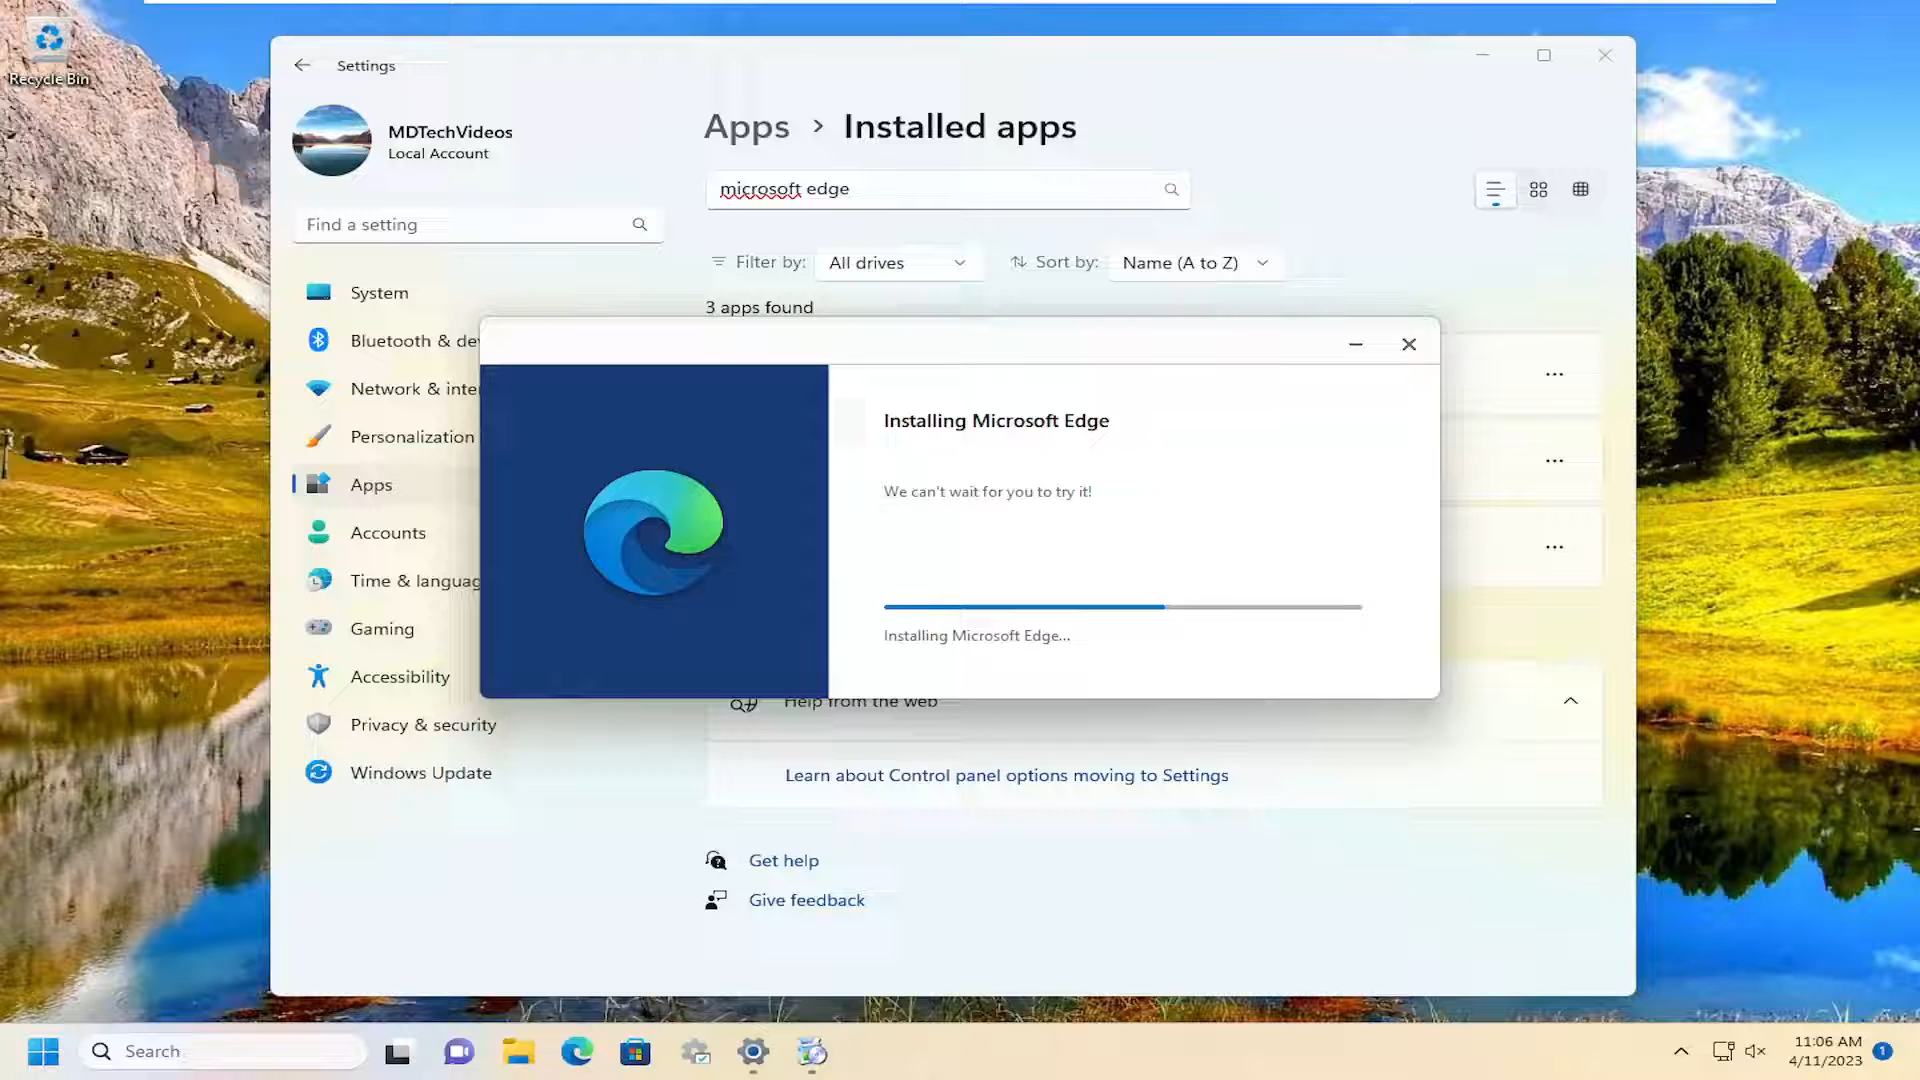 Recycle Bin
Settings
MDTechVideos
Local Account
Find a setting
System
Bluetooth & de
Network & inte
Personalization
Apps
Accounts
Time & languag
Gaming
Accessibility
Privacy & security
Windows Update
Apps > Installed apps
microsoft edge
Filter by: All drives Sort by: Name (A to Z)
3 apps found
Installing Microsoft Edge
We can't wait for you to try it!
Installing Microsoft Edge...
Help from the web
Learn about Control panel options moving to Settings
Get help
Give feedback
Search
11:06 AM
4/11/2023
1